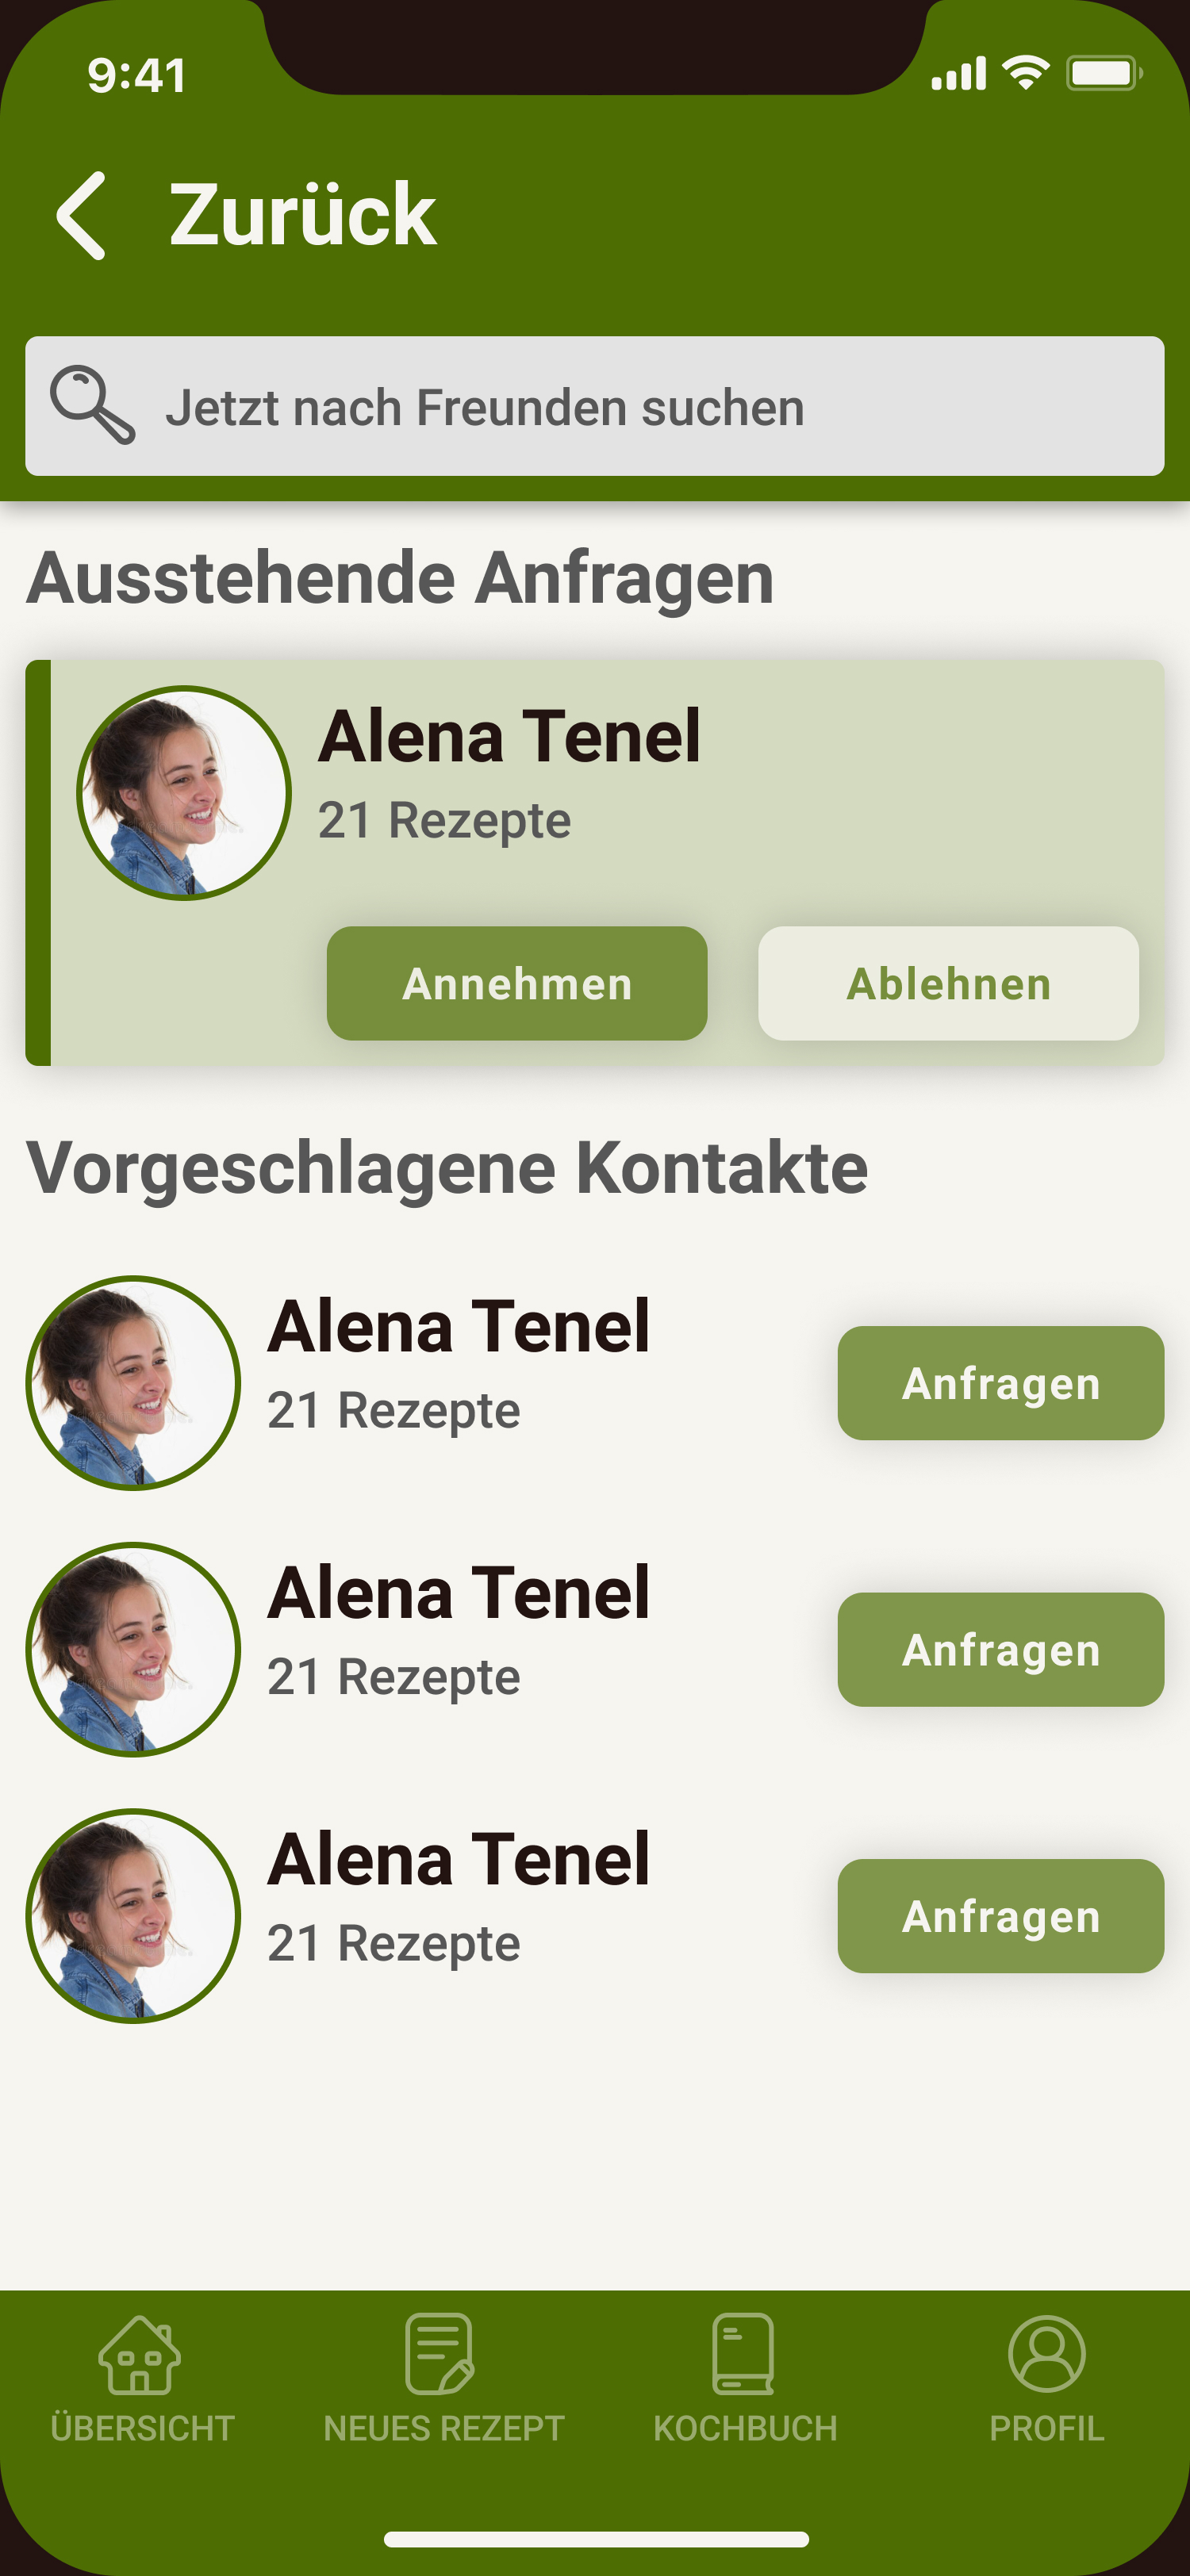 9:41
Zurück
Jetzt nach Freunden suchen
Ausstehende Anfragen
Alena Tenel
21 Rezepte
Annehmen
Ablehnen
Vorgeschlagene Kontakte
Alena Tenel
21 Rezepte
Anfragen
Alena Tenel
21 Rezepte
Anfragen
Alena Tenel
21 Rezepte
Anfragen
ÜBERSICHT
NEUES REZEPT
KOCHBUCH
PROFIL